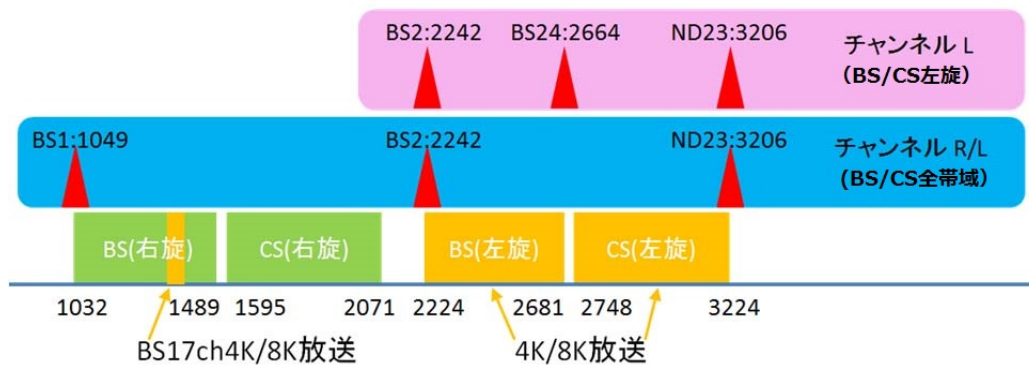 BS2:2242 BS24:2664 ND23:3206 チャンネル L
（BS/CS左旋）
BS1:1049 BS2:2242 ND23:3206 チャンネル R/L
(BS/CS全帯域）
BS(右旋) CS(右旋) BS(左旋) CS(左旋)
1032 1489 1595 2071 2224 2681 2748 3224
BS17ch4K/8K放送 4K/8K放送